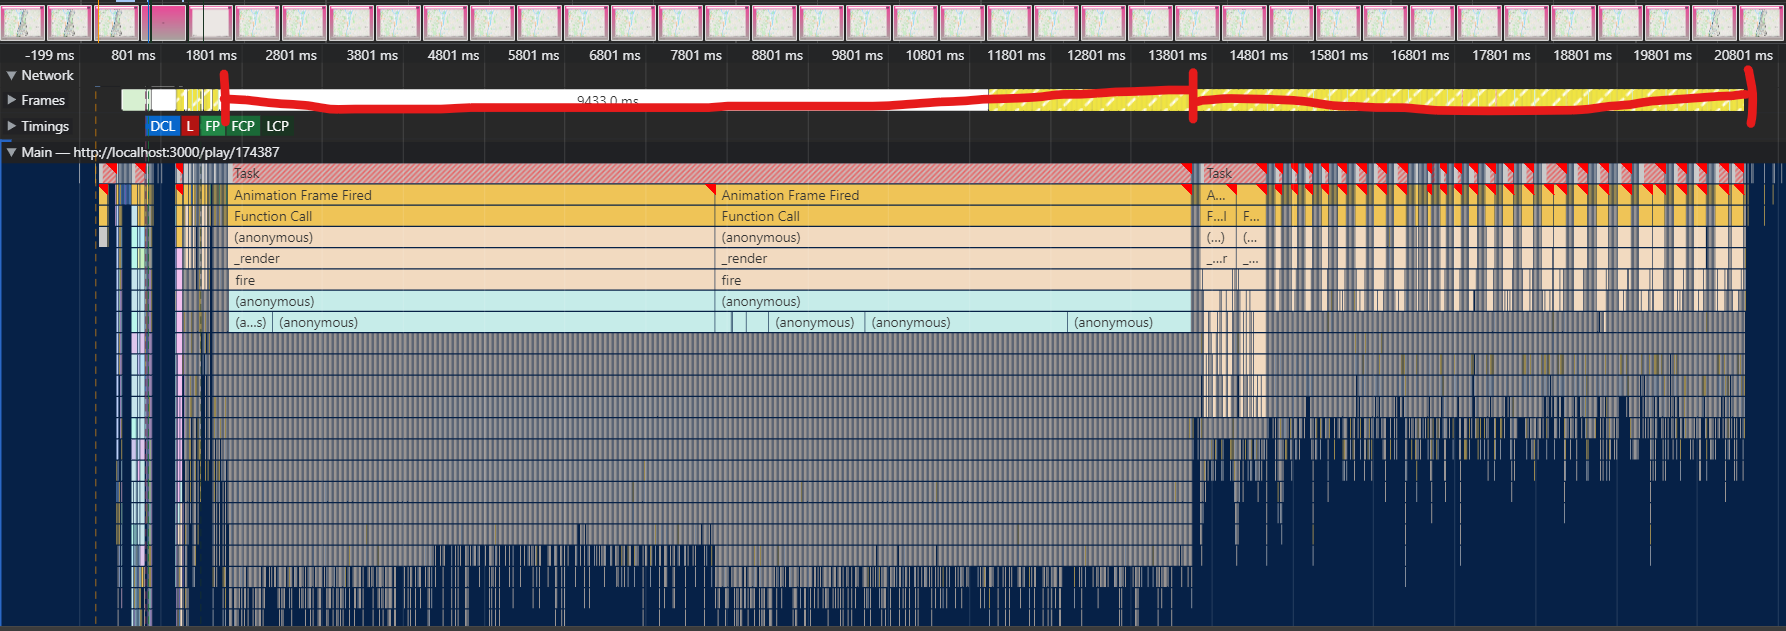 -199 ms 801 ms 1801 ms 2801 ms 3801 ms 4801 ms 5801 ms 6801 ms 7801 ms 8801 ms 9801 ms 10801 ms 11801 ms 12801 ms 13801 ms 14801 ms 15801 ms 16801 ms 17801 ms 18801 ms 19801 ms 20801 ms
Network
Frames 9433.0 ms
Timings DCL L FP FCP LCP
Main — http://localhost:3000/play/174387
Task Task
Animation Frame Fired Animation Frame Fired A...
Function Call Function Call F...l F...
(anonymous) (anonymous) (...) (...
_render _render _...r _...
fire fire
(anonymous) (anonymous)
(a...s) (anonymous) (anonymous) (anonymous) (anonymous)